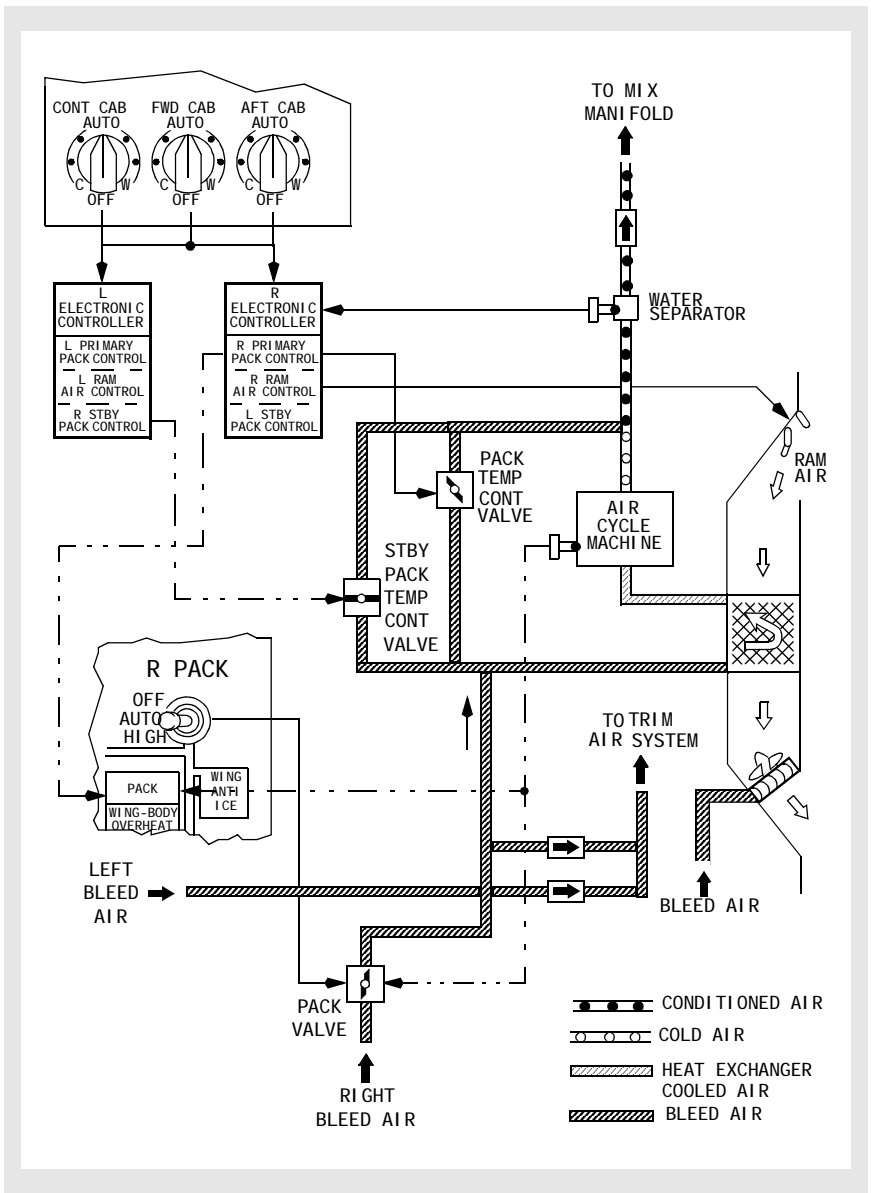 CONT CAB
AUTO
C
W
OFF
FWD CAB
AUTO
C
W
OFF
AFT CAB
AUTO
C
W
OFF
TO MIX
MANIFOLD
L
ELECTRONIC
CONTROLLER
L PRIMARY
PACK CONTROL
L RAM
AIR CONTROL
R STBY
PACK CONTROL
R
ELECTRONIC
CONTROLLER
R PRIMARY
PACK CONTROL
R RAM
AIR CONTROL
L STBY
PACK CONTROL
WATER
SEPARATOR
RAM
AIR
PACK
TEMP
CONT
VALVE
AIR
CYCLE
MACHINE
STBY
PACK
TEMP
CONT
VALVE
R PACK
OFF
AUTO
HIGH
PACK
WING-BODY
OVERHEAT
WING
ANTI
ICE
TO TRIM
AIR SYSTEM
LEFT
BLEED
AIR
BLEED AIR
PACK
VALVE
RIGHT
BLEED AIR
CONDITIONED AIR
COLD AIR
HEAT EXCHANGER
COOLED AIR
BLEED AIR